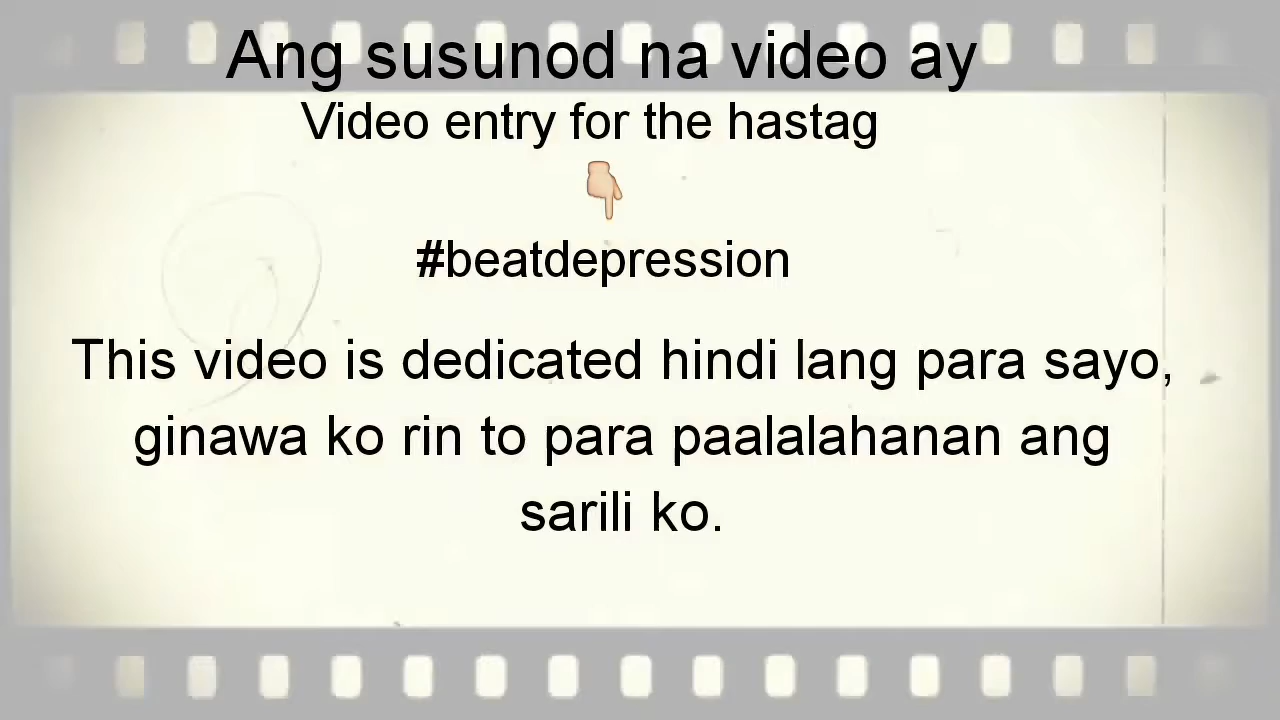 Ang susunod na video ay
Video entry for the hastag
👇🏼
#beatdepression
This video is dedicated hindi lang para sayo,
ginawa ko rin to para paalalahanan ang
sarili ko.